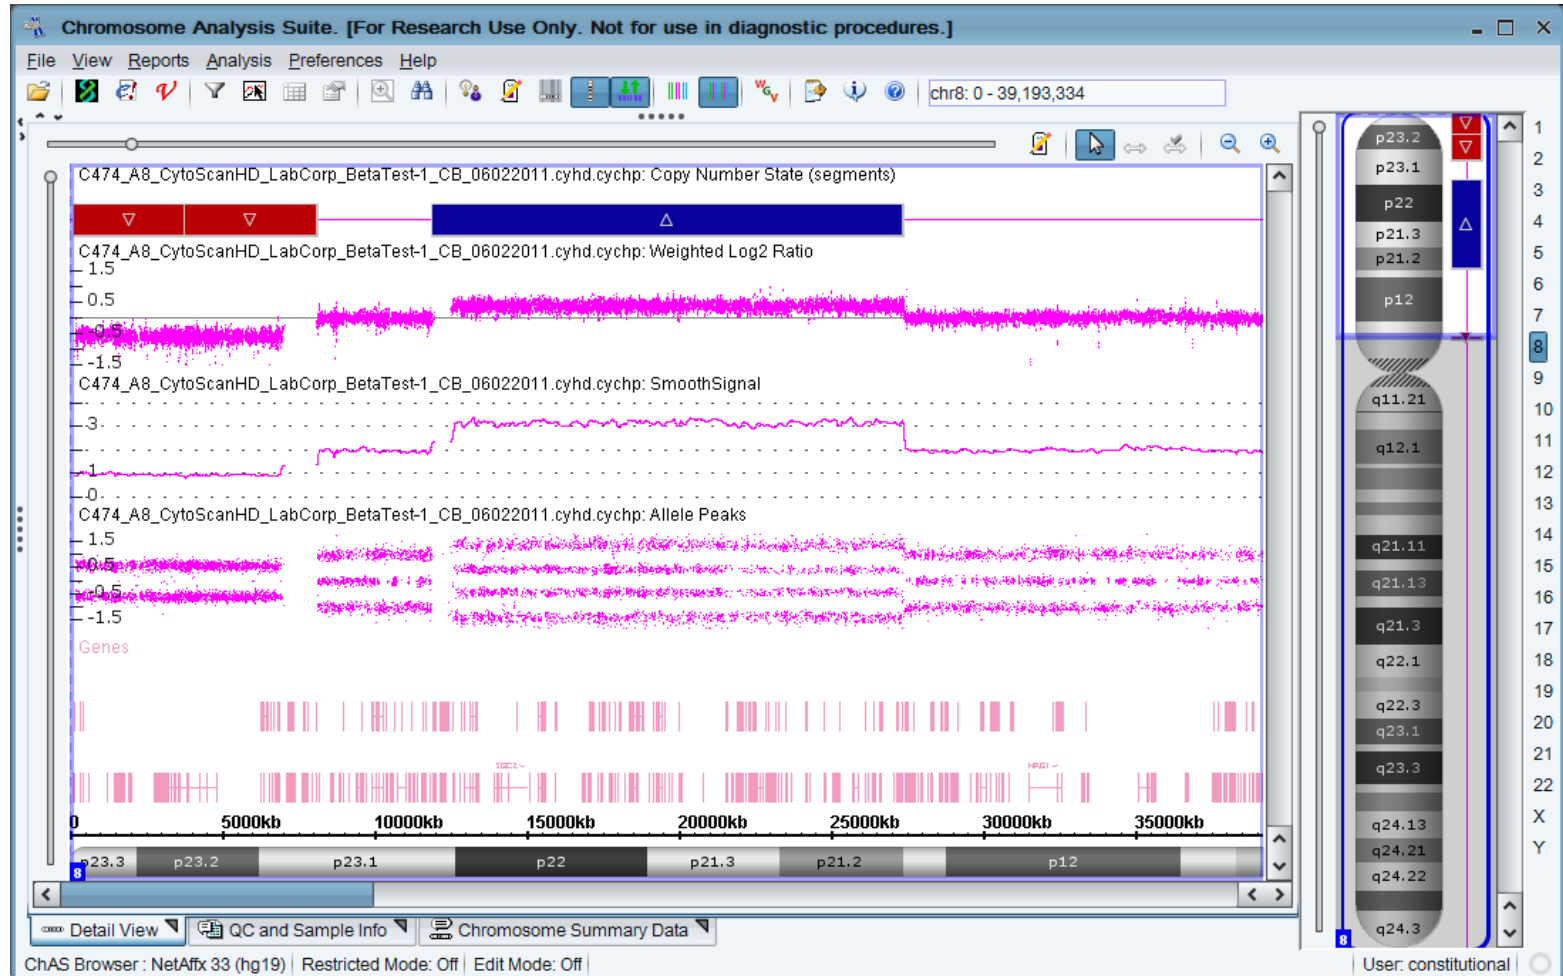 Chromosome Analysis Suite. [For Research Use Only. Not for use in diagnostic procedures.]
File View Reports Analysis Preferences Help
chr8: 0 - 39,193,334
C474_A8_CytoScanHD_LabCorp_BetaTest-1_CB_06022011.cyhd.cychp: Copy Number State (segments)
C474_A8_CytoScanHD_LabCorp_BetaTest-1_CB_06022011.cyhd.cychp: Weighted Log2 Ratio
1.5
0.5
-0.5
-1.5
C474_A8_CytoScanHD_LabCorp_BetaTest-1_CB_06022011.cyhd.cychp: SmoothSignal
3
1
0
C474_A8_CytoScanHD_LabCorp_BetaTest-1_CB_06022011.cyhd.cychp: Allele Peaks
1.5
0.5
-0.5
-1.5
Genes
0 5000kb 10000kb 15000kb 20000kb 25000kb 30000kb 35000kb
p23.3 p23.2 p23.1 p22 p21.3 p21.2 p12
8
Detail View QC and Sample Info Chromosome Summary Data
ChAS Browser : NetAffx 33 (hg19) Restricted Mode: Off Edit Mode: Off User: constitutional
p23.2
p23.1
p22
p21.3
p21.2
p12
q11.21
q12.1
q21.11
q21.13
q21.3
q22.1
q22.3
q23.1
q23.3
q24.13
q24.21
q24.22
q24.3
8
1
2
3
4
5
6
7
8
9
10
11
12
13
14
15
16
17
18
19
20
21
22
X
Y